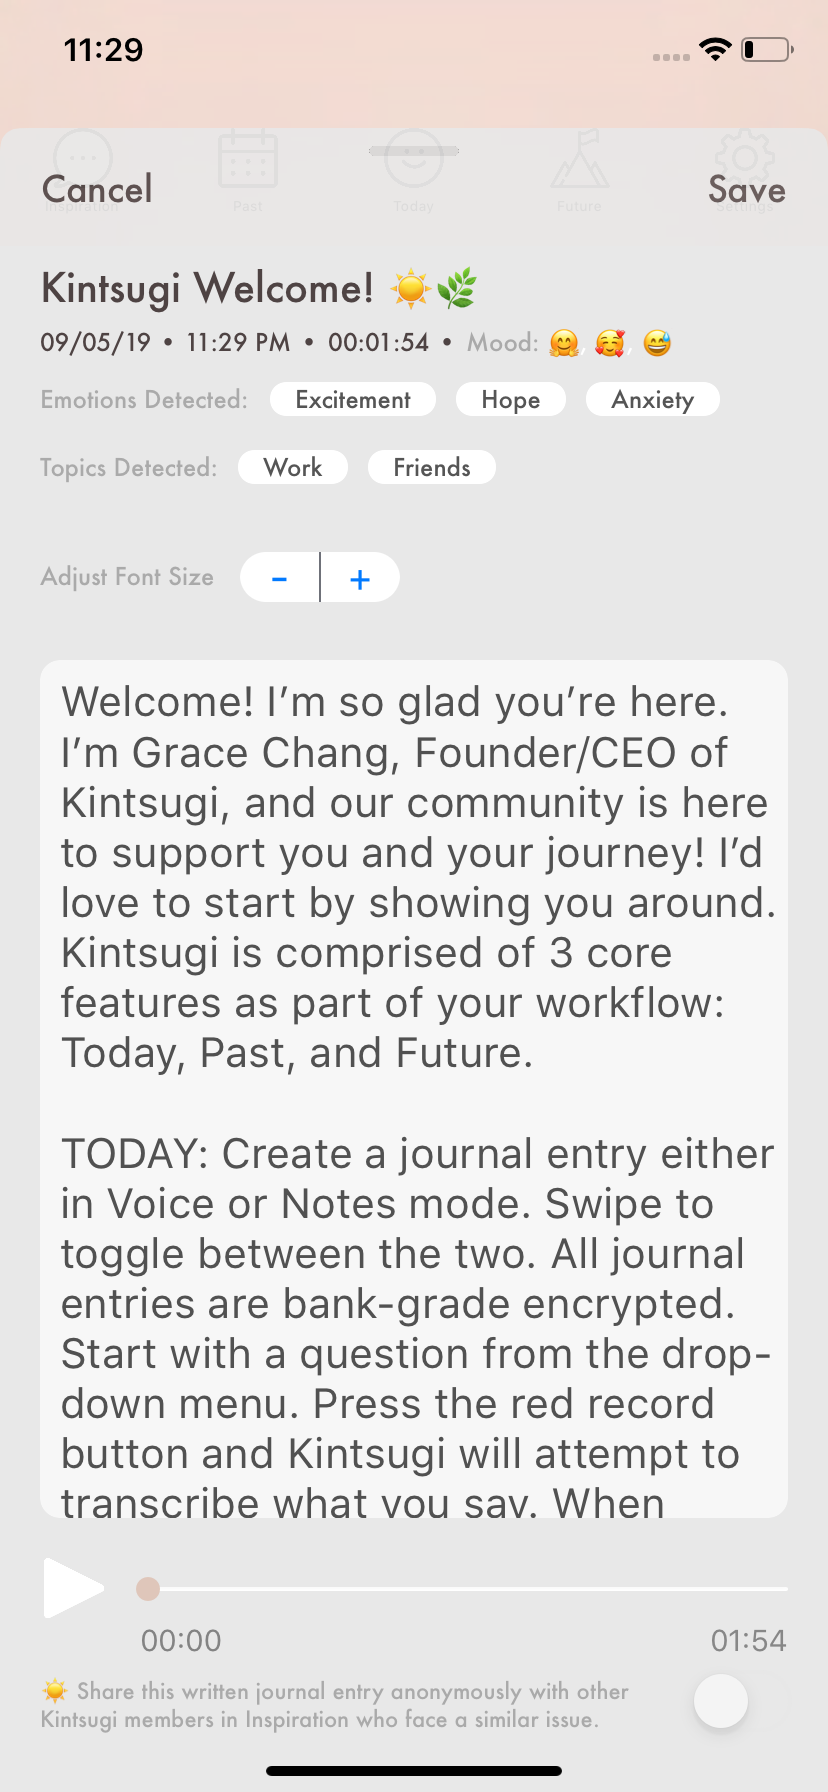 11:29
Inspiration Past Today Future Settings
Cancel Save
Kintsugi Welcome! ☀️🌿
09/05/19 • 11:29 PM • 00:01:54 • Mood: 🤗, 🥰, 😅
Emotions Detected: Excitement Hope Anxiety
Topics Detected: Work Friends
Adjust Font Size - +
Welcome! I’m so glad you’re here.
I’m Grace Chang, Founder/CEO of
Kintsugi, and our community is here
to support you and your journey! I’d
love to start by showing you around.
Kintsugi is comprised of 3 core
features as part of your workflow:
Today, Past, and Future.
TODAY: Create a journal entry either
in Voice or Notes mode. Swipe to
toggle between the two. All journal
entries are bank-grade encrypted.
Start with a question from the drop-
down menu. Press the red record
button and Kintsugi will attempt to
transcribe what you say. When
00:00 01:54
☀️ Share this written journal entry anonymously with other
Kintsugi members in Inspiration who face a similar issue.